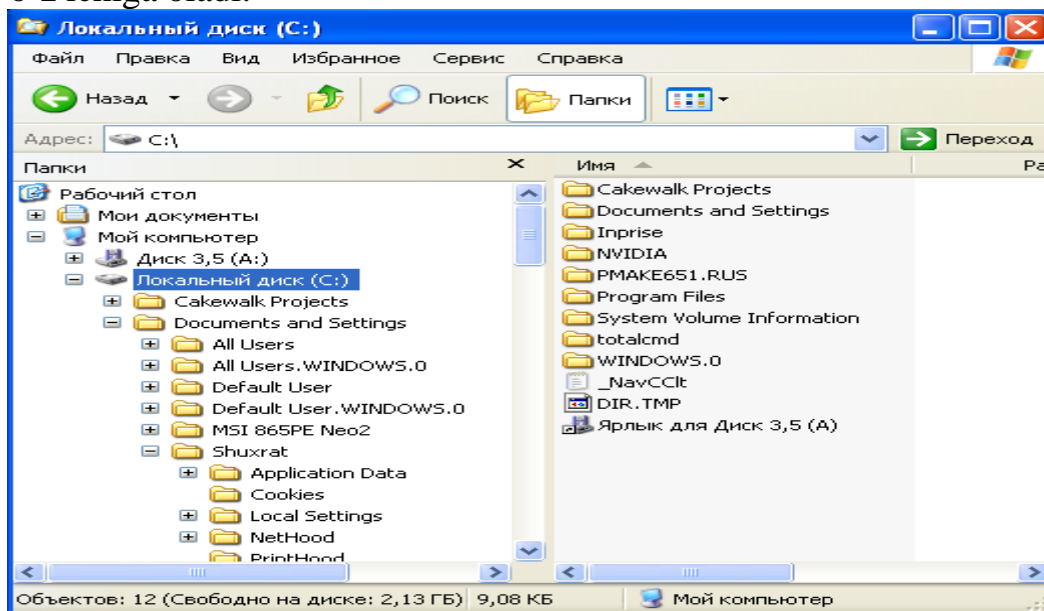 Локальный диск (C:)
Файл Правка Вид Избранное Сервис Справка
Назад Поиск Папки
Адрес: C:\ Переход
Папки
Рабочий стол
Мои документы
Мой компьютер
Диск 3,5 (A:)
Локальный диск (C:)
Cakewalk Projects
Documents and Settings
All Users
All Users.WINDOWS.0
Default User
Default User.WINDOWS.0
MSI 865PE Neo2
Shuxrat
Application Data
Cookies
Local Settings
NetHood
PrintHood
Имя
Cakewalk Projects
Documents and Settings
Inprise
NVIDIA
PMAKE651.RUS
Program Files
System Volume Information
totalcmd
WINDOWS.0
_NavCClt
DIR.TMP
Ярлык для Диск 3,5 (A)
Объектов: 12 (Свободно на диске: 2,13 ГБ) 9,08 КБ Мой компьютер